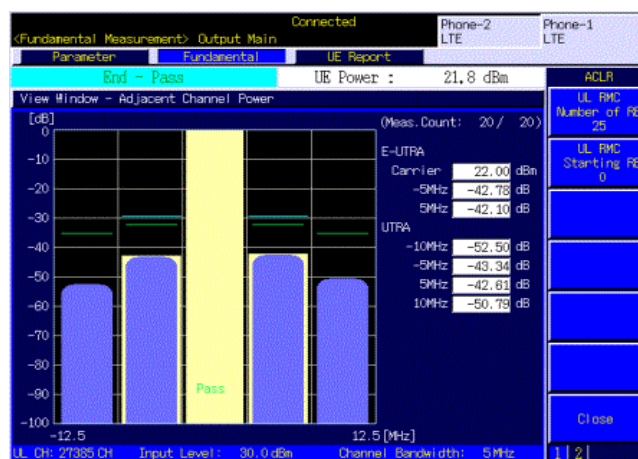 Connected
Phone-2 LTE
Phone-1 LTE
<Fundamental Measurement> Output Main
Parameter Fundamental UE Report
End - Pass UE Power : 21.8 dBm
ACLR
View Window - Adjacent Channel Power
UL RMC
Number of RB
25
UL RMC
Starting RB
0
Close
1 2
[dB] (Meas.Count: 20/ 20)
0
-10
-20
-30
-40
-50
-60
-70
-80
-90
-100
E-UTRA
Carrier 22.00 dBm
-5MHz -42.78 dB
5MHz -42.10 dB
UTRA
-10MHz -52.50 dB
-5MHz -43.34 dB
5MHz -42.61 dB
10MHz -50.79 dB
Pass
-12.5 12.5 [MHz]
UL CH: 27385 CH Input Level: 30.0 dBm Channel Bandwidth: 5 MHz